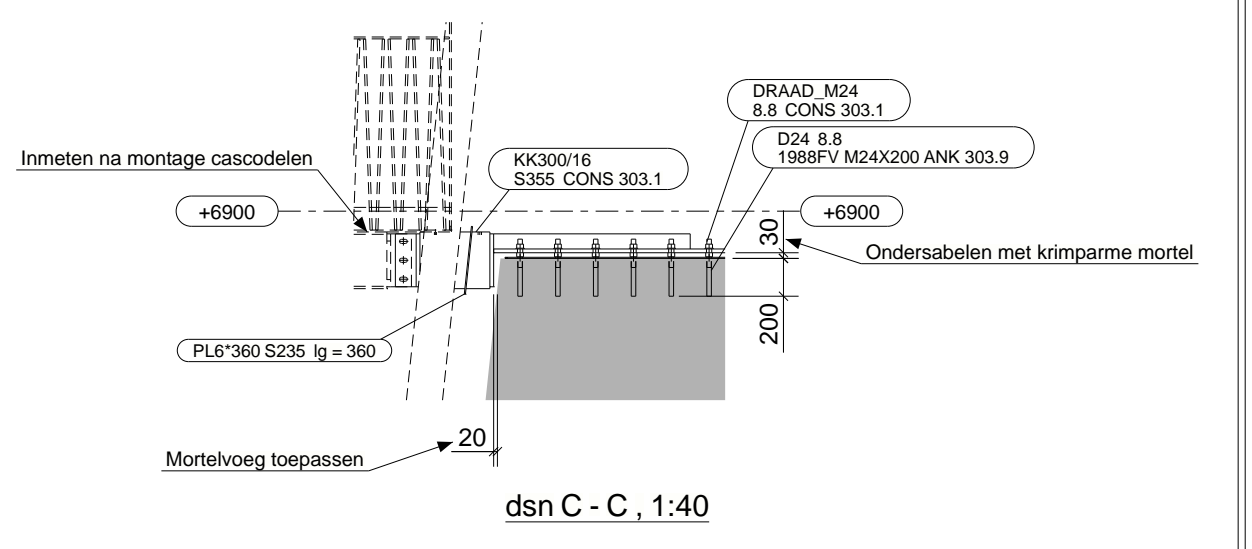 DRAAD_M24
8.8 CONS 303.1
D24 8.8
1988FV M24X200 ANK 303.9
Inmeten na montage cascodelen
KK300/16
S355 CONS 303.1
+6900
+6900
30
Ondersabelen met krimparme mortel
200
PL6*360 S235 lg = 360
20
Mortelvoeg toepassen
dsn C - C , 1:40